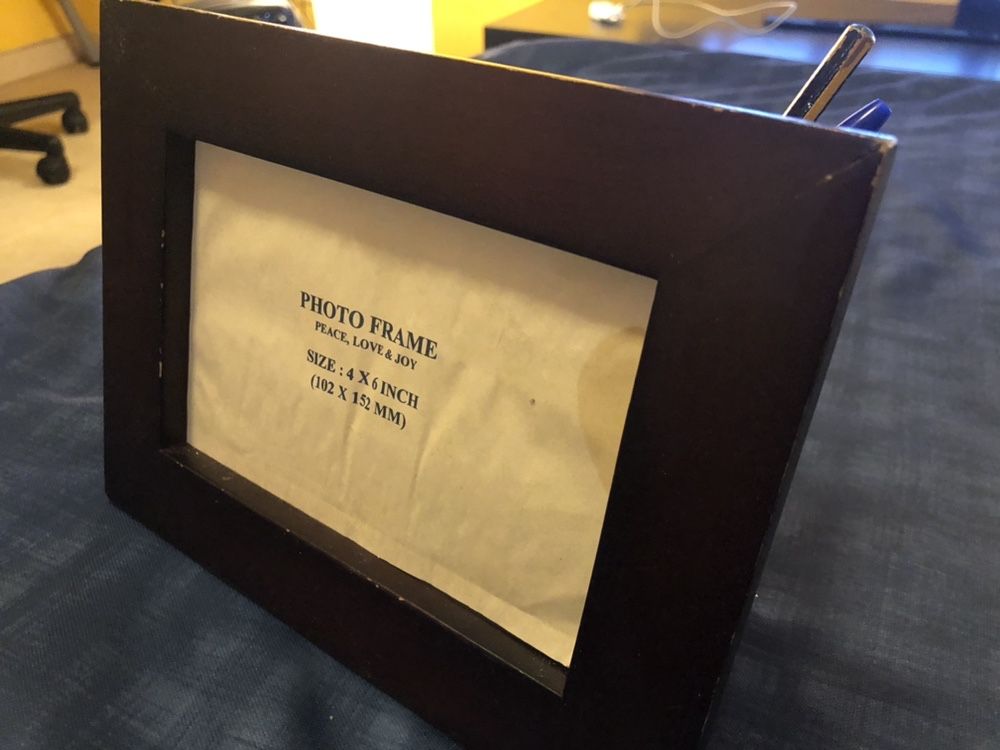 PHOTO FRAME
PEACE, LOVE & JOY
SIZE : 4 X 6 INCH
(102 X 152 MM)